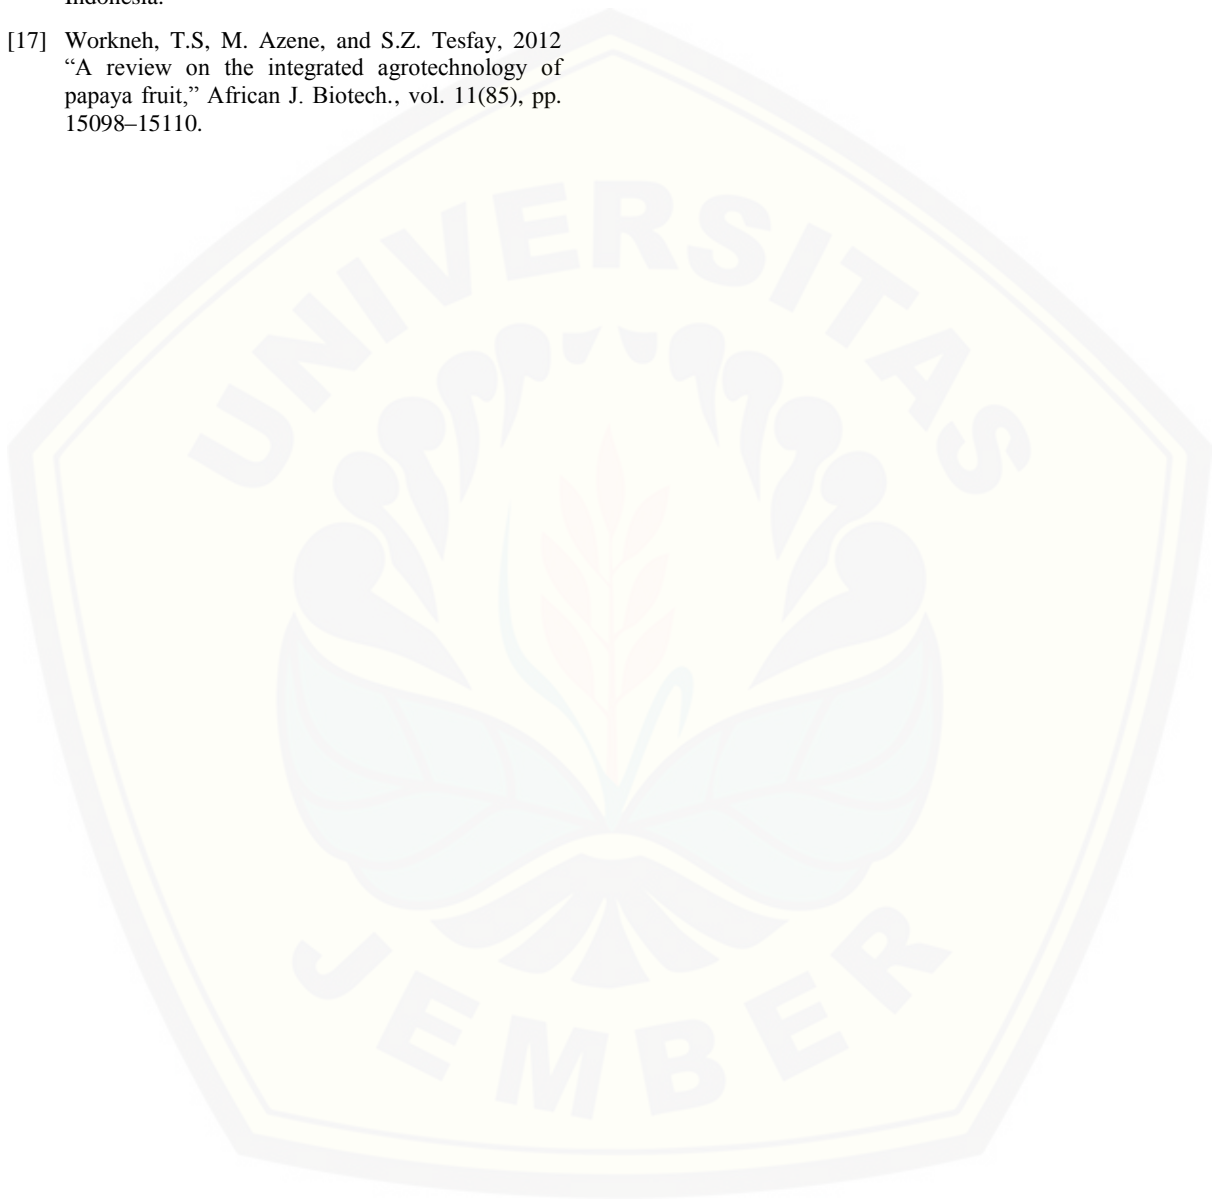 Indonesia.
[17] Workneh, T.S, M. Azene, and S.Z. Tesfay, 2012
“A review on the integrated agrotechnology of
papaya fruit,” African J. Biotech., vol. 11(85), pp.
15098–15110.
UNIVERSITAS
JEMBER